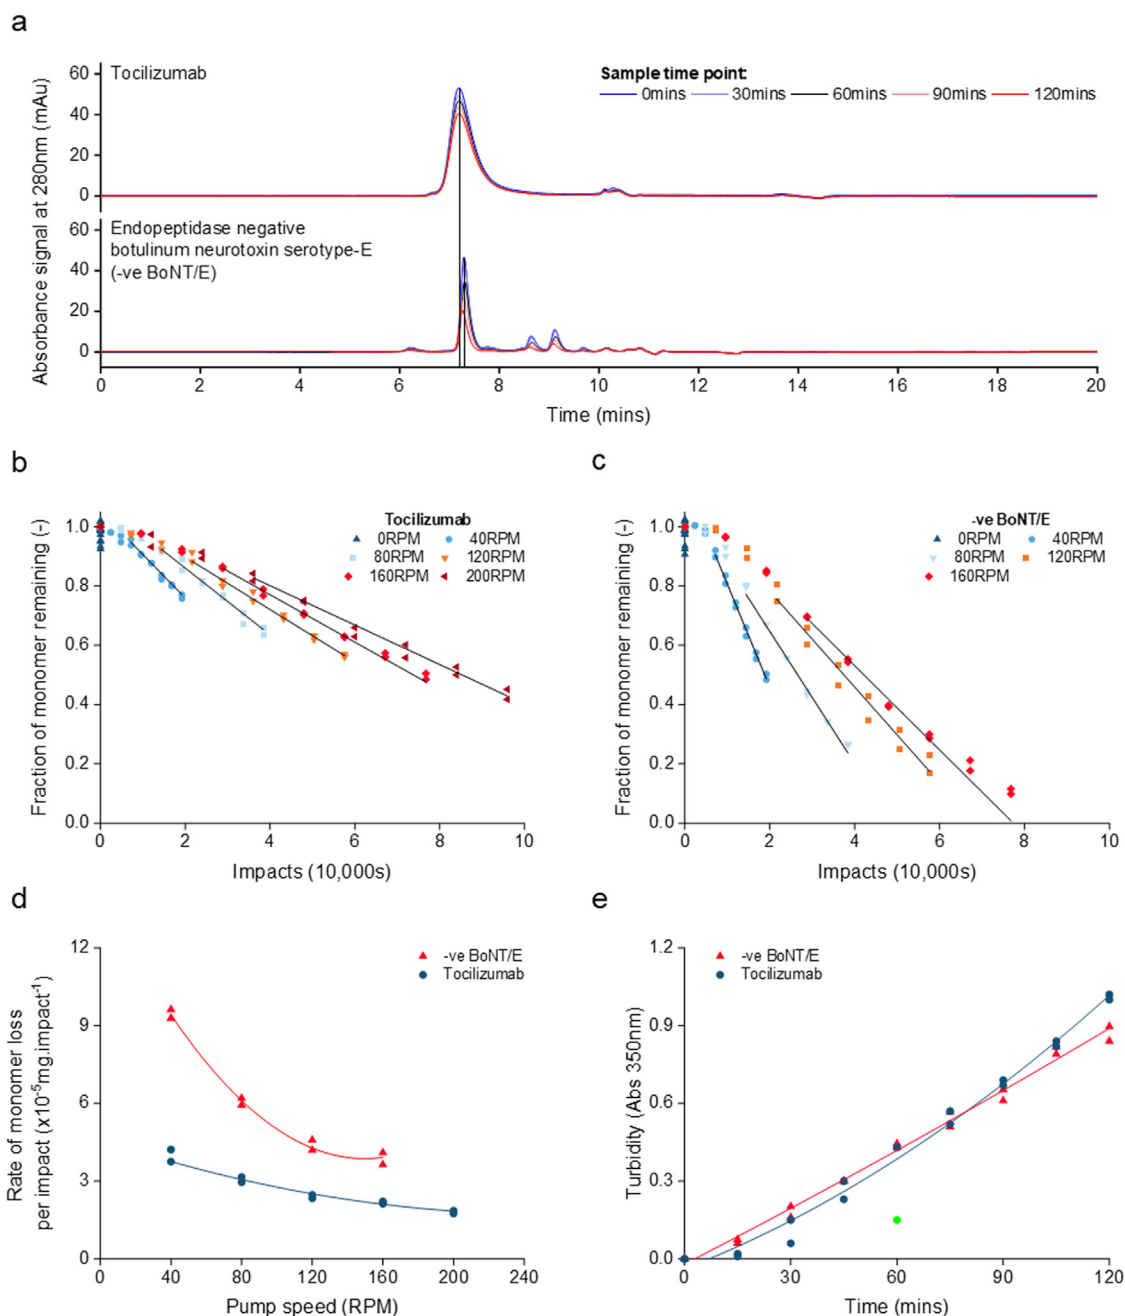 a
Tocilizumab
Sample time point:
0mins 30mins 60mins 90mins 120mins
Absorbance signal at 280nm (mAu)
60
40
20
0
Endopeptidase negative
botulinum neurotoxin serotype-E
(-ve BoNT/E)
60
40
20
0
0 2 4 6 8 10 12 14 16 18 20
Time (mins)
b
Fraction of monomer remaining (-)
1.0
0.8
0.6
0.4
0.2
0.0
Tocilizumab
0RPM 40RPM
80RPM 120RPM
160RPM 200RPM
0 2 4 6 8 10
Impacts (10,000s)
c
Fraction of monomer remaining (-)
1.0
0.8
0.6
0.4
0.2
0.0
-ve BoNT/E
0RPM 40RPM
80RPM 120RPM
160RPM
0 2 4 6 8 10
Impacts (10,000s)
d
Rate of monomer loss
per impact (x10⁻⁵mg.impact⁻¹)
12
9
6
3
0
-ve BoNT/E
Tocilizumab
0 40 80 120 160 200 240
Pump speed (RPM)
e
Turbidity (Abs 350nm)
1.2
0.9
0.6
0.3
0.0
-ve BoNT/E
Tocilizumab
0 30 60 90 120
Time (mins)